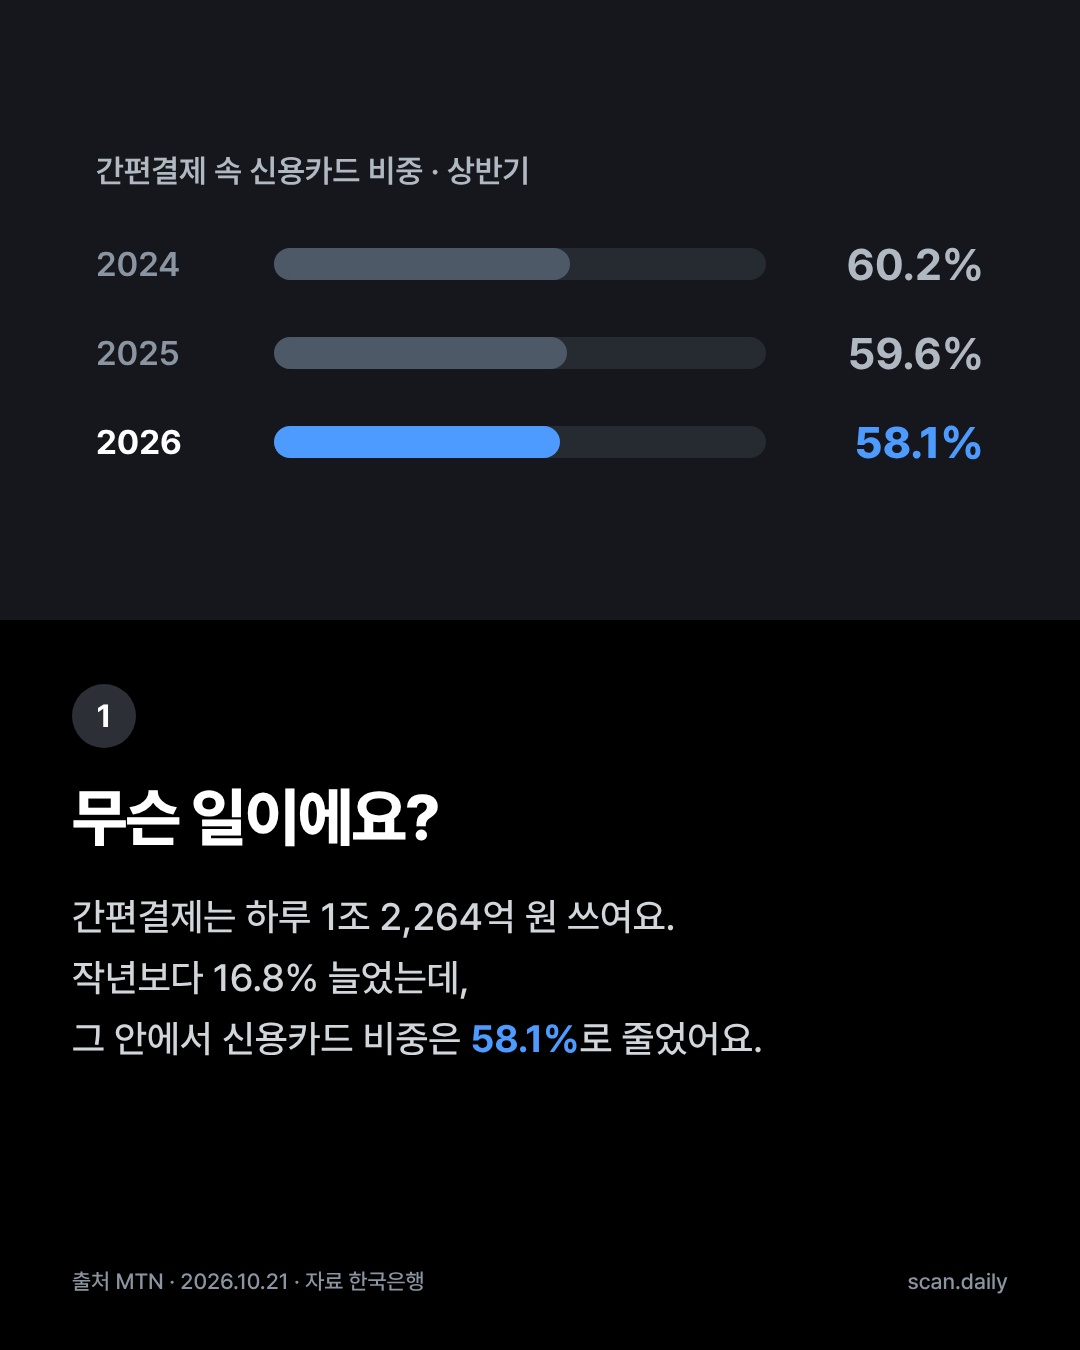 간편결제 속 신용카드 비중 · 상반기
2024 60.2%
2025 59.6%
2026 58.1%
1
무슨 일이에요?
간편결제는 하루 1조 2,264억 원 쓰여요.
작년보다 16.8% 늘었는데,
그 안에서 신용카드 비중은 58.1%로 줄었어요.
출처 MTN · 2026.10.21 · 자료 한국은행
scan.daily